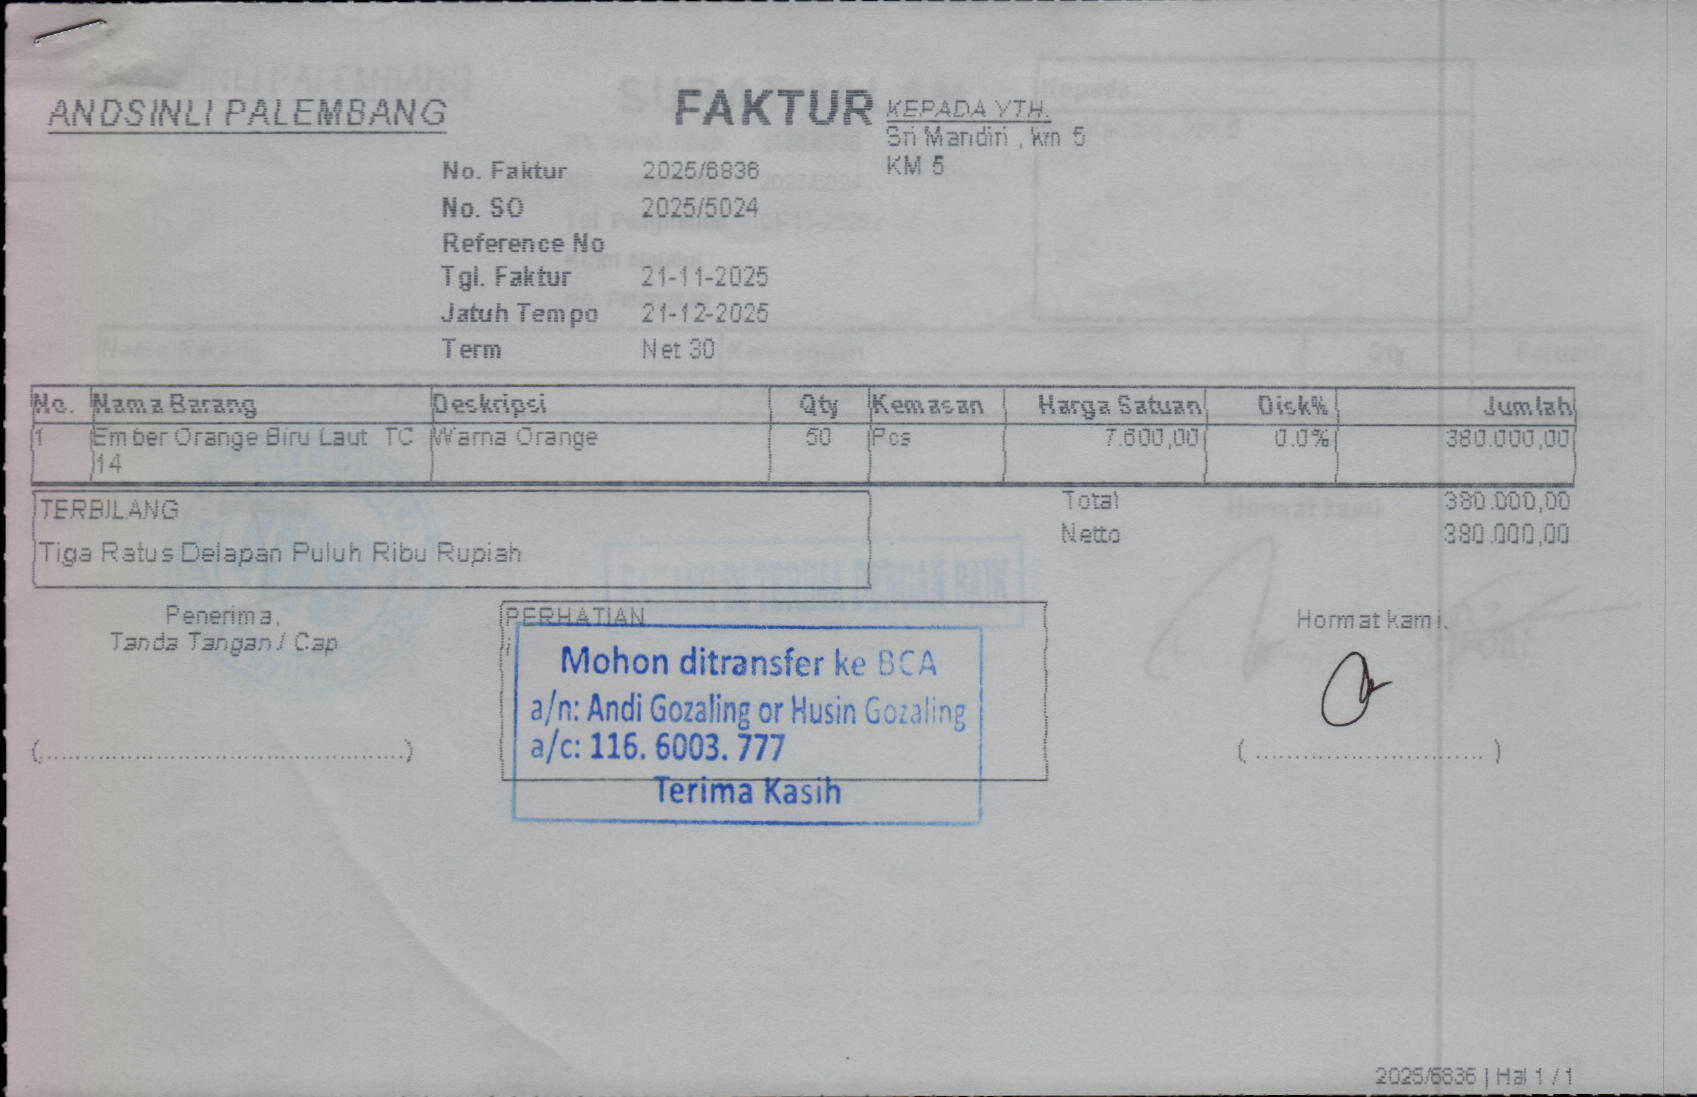 ANDSINLI PALEMBANG
FAKTUR
KEPADA YTH.
Sri Mandiri , km 5
KM 5
No. Faktur 2025/6836
No. SO 2025/5024
Reference No
Tgl. Faktur 21-11-2025
Jatuh Tempo 21-12-2025
Term Net 30
No. Nama Barang Deskripsi Qty Kemasan Harga Satuan Disk% Jumlah
1 Ember Orange Biru Laut TC Warna Orange 50 Pcs 7.600,00 0.0% 380.000,00
14
TERBILANG
Tiga Ratus Delapan Puluh Ribu Rupiah
Total 380.000,00
Netto 380.000,00
Penerima,
Tanda Tangan / Cap
PERHATIAN
Mohon ditransfer ke BCA
a/n: Andi Gozaling or Husin Gozaling
a/c: 116. 6003. 777
Terima Kasih
Hormat kami,
(..............................................)
( ............................. )
2025/6836 | Hal 1 / 1